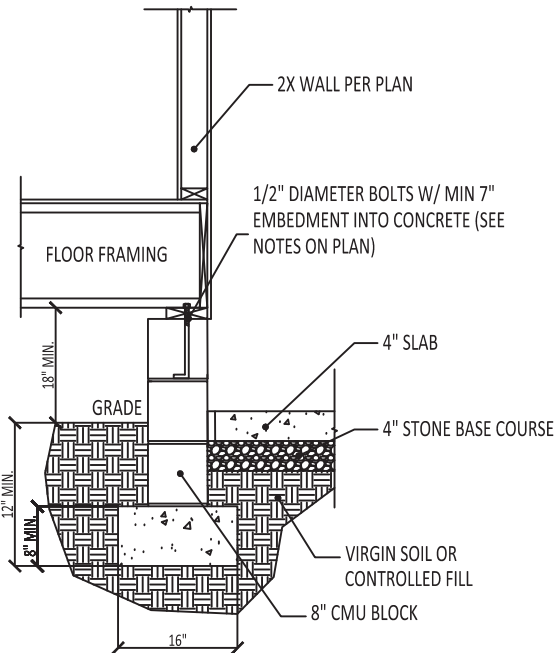 2X WALL PER PLAN
1/2" DIAMETER BOLTS W/ MIN 7"
EMBEDMENT INTO CONCRETE (SEE
NOTES ON PLAN)
FLOOR FRAMING
18" MIN.
4" SLAB
GRADE
4" STONE BASE COURSE
12" MIN.
8" MIN.
VIRGIN SOIL OR
CONTROLLED FILL
8" CMU BLOCK
16"